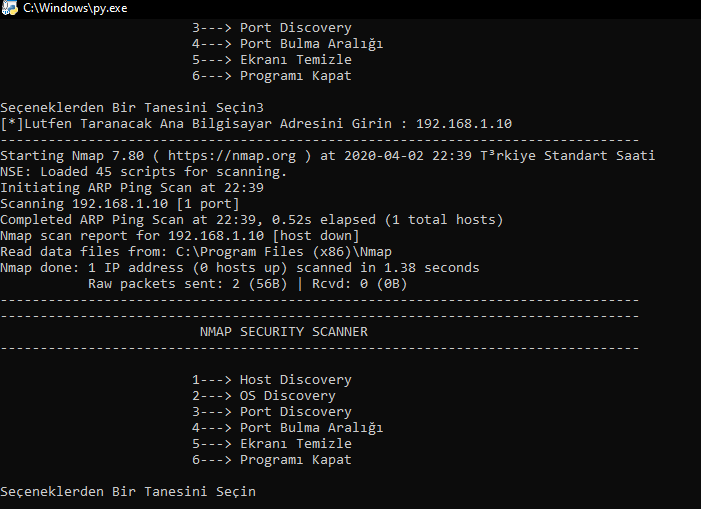 C:\Windows\py.exe
3---> Port Discovery
4---> Port Bulma Aralığı
5---> Ekranı Temizle
6---> Programı Kapat
Seçeneklerden Bir Tanesini Seçin3
[*]Lutfen Taranacak Ana Bilgisayar Adresini Girin : 192.168.1.10
--------------------------------------------------------------------------------
Starting Nmap 7.80 ( https://nmap.org ) at 2020-04-02 22:39 T³rkiye Standart Saati
NSE: Loaded 45 scripts for scanning.
Initiating ARP Ping Scan at 22:39
Scanning 192.168.1.10 [1 port]
Completed ARP Ping Scan at 22:39, 0.52s elapsed (1 total hosts)
Nmap scan report for 192.168.1.10 [host down]
Read data files from: C:\Program Files (x86)\Nmap
Nmap done: 1 IP address (0 hosts up) scanned in 1.38 seconds
Raw packets sent: 2 (56B) | Rcvd: 0 (0B)
--------------------------------------------------------------------------------
--------------------------------------------------------------------------------
NMAP SECURITY SCANNER
--------------------------------------------------------------------------------
1---> Host Discovery
2---> OS Discovery
3---> Port Discovery
4---> Port Bulma Aralığı
5---> Ekranı Temizle
6---> Programı Kapat
Seçeneklerden Bir Tanesini Seçin